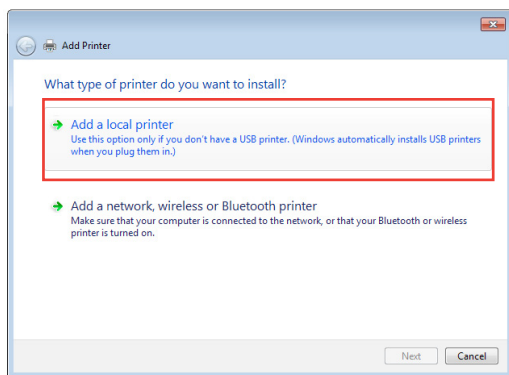 Add Printer
What type of printer do you want to install?
Add a local printer
Use this option only if you don't have a USB printer. (Windows automatically installs USB printers
when you plug them in.)
Add a network, wireless or Bluetooth printer
Make sure that your computer is connected to the network, or that your Bluetooth or wireless
printer is turned on.
Next Cancel